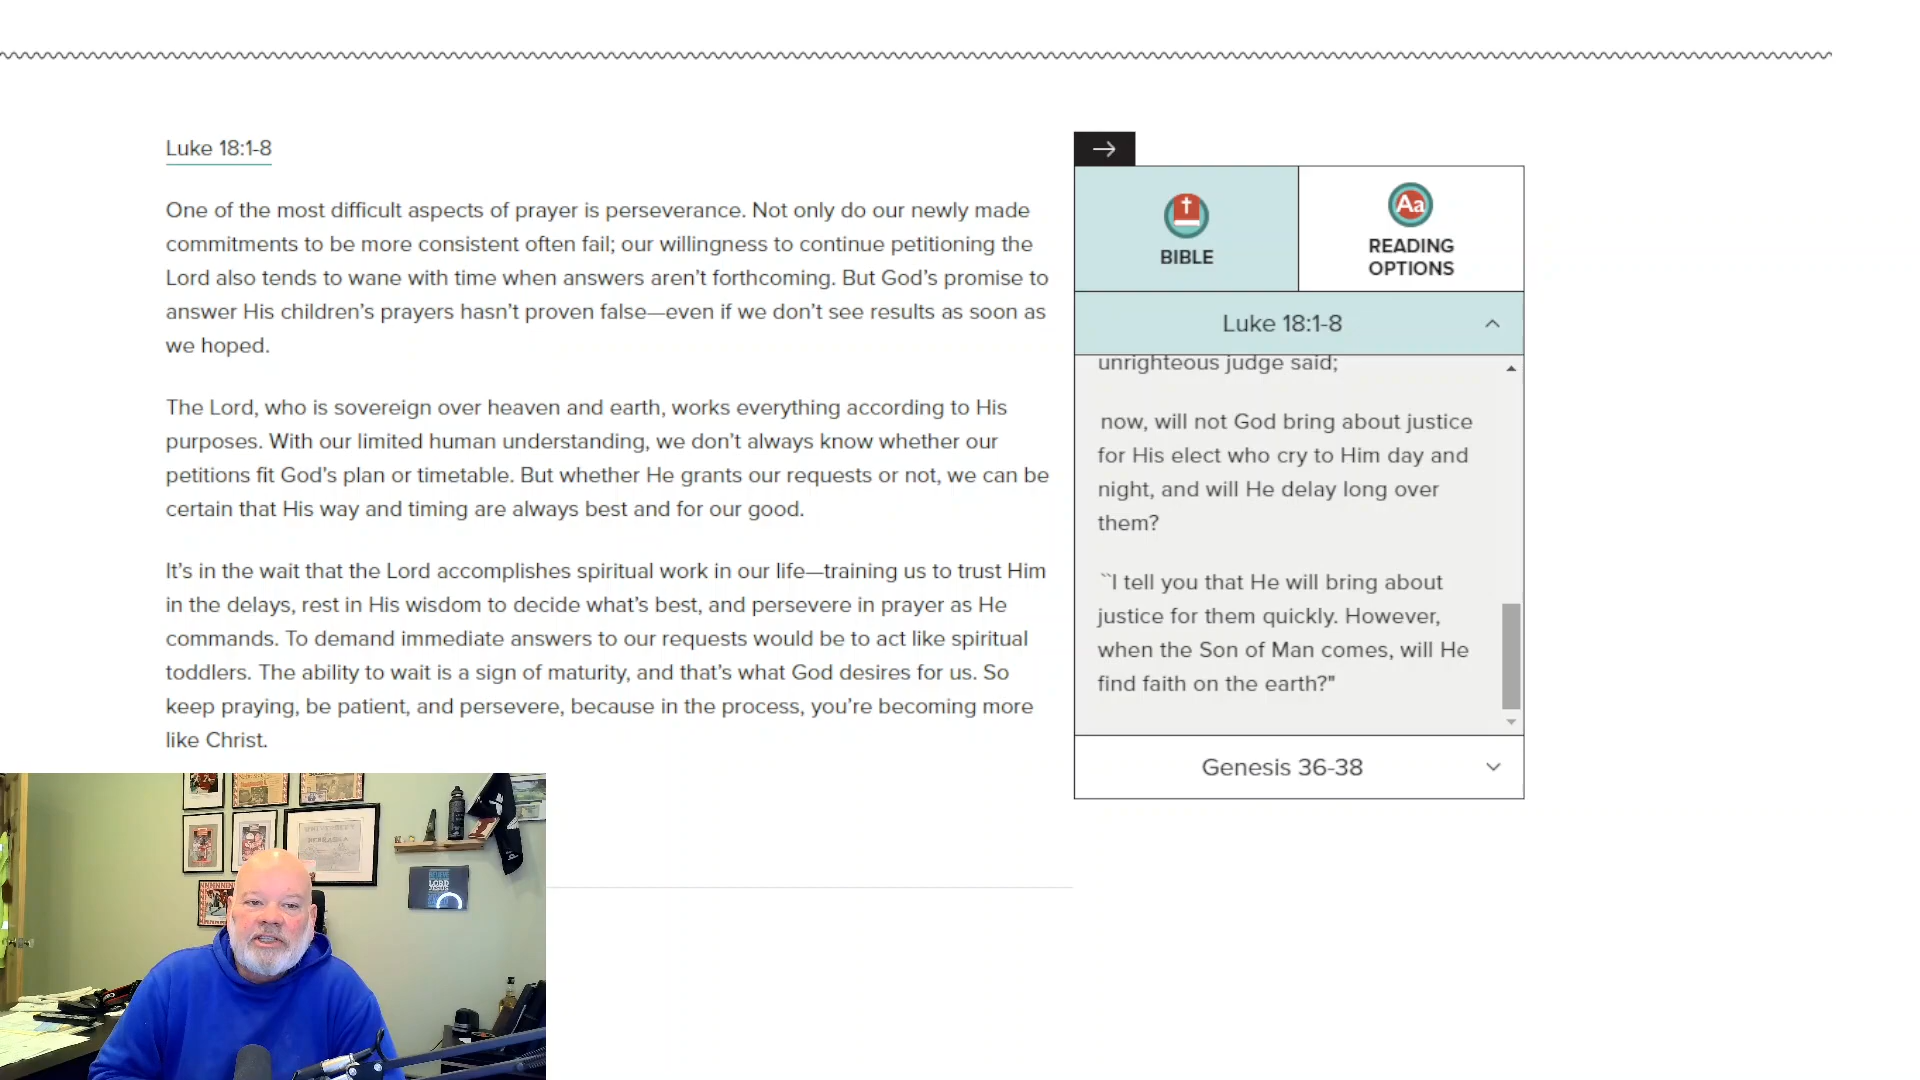 Luke 18:1-8
One of the most difficult aspects of prayer is perseverance. Not only do our newly made
commitments to be more consistent often fail; our willingness to continue petitioning the
Lord also tends to wane with time when answers aren’t forthcoming. But God’s promise to
answer His children’s prayers hasn’t proven false—even if we don’t see results as soon as
we hoped.
The Lord, who is sovereign over heaven and earth, works everything according to His
purposes. With our limited human understanding, we don’t always know whether our
petitions fit God’s plan or timetable. But whether He grants our requests or not, we can be
certain that His way and timing are always best and for our good.
It’s in the wait that the Lord accomplishes spiritual work in our life—training us to trust Him
in the delays, rest in His wisdom to decide what’s best, and persevere in prayer as He
commands. To demand immediate answers to our requests would be to act like spiritual
toddlers. The ability to wait is a sign of maturity, and that’s what God desires for us. So
keep praying, be patient, and persevere, because in the process, you’re becoming more
like Christ.
BIBLE
Aa
READING
OPTIONS
Luke 18:1-8
unrighteous judge said;
now, will not God bring about justice
for His elect who cry to Him day and
night, and will He delay long over
them?
``I tell you that He will bring about
justice for them quickly. However,
when the Son of Man comes, will He
find faith on the earth?"
Genesis 36-38
LORD
JESUS